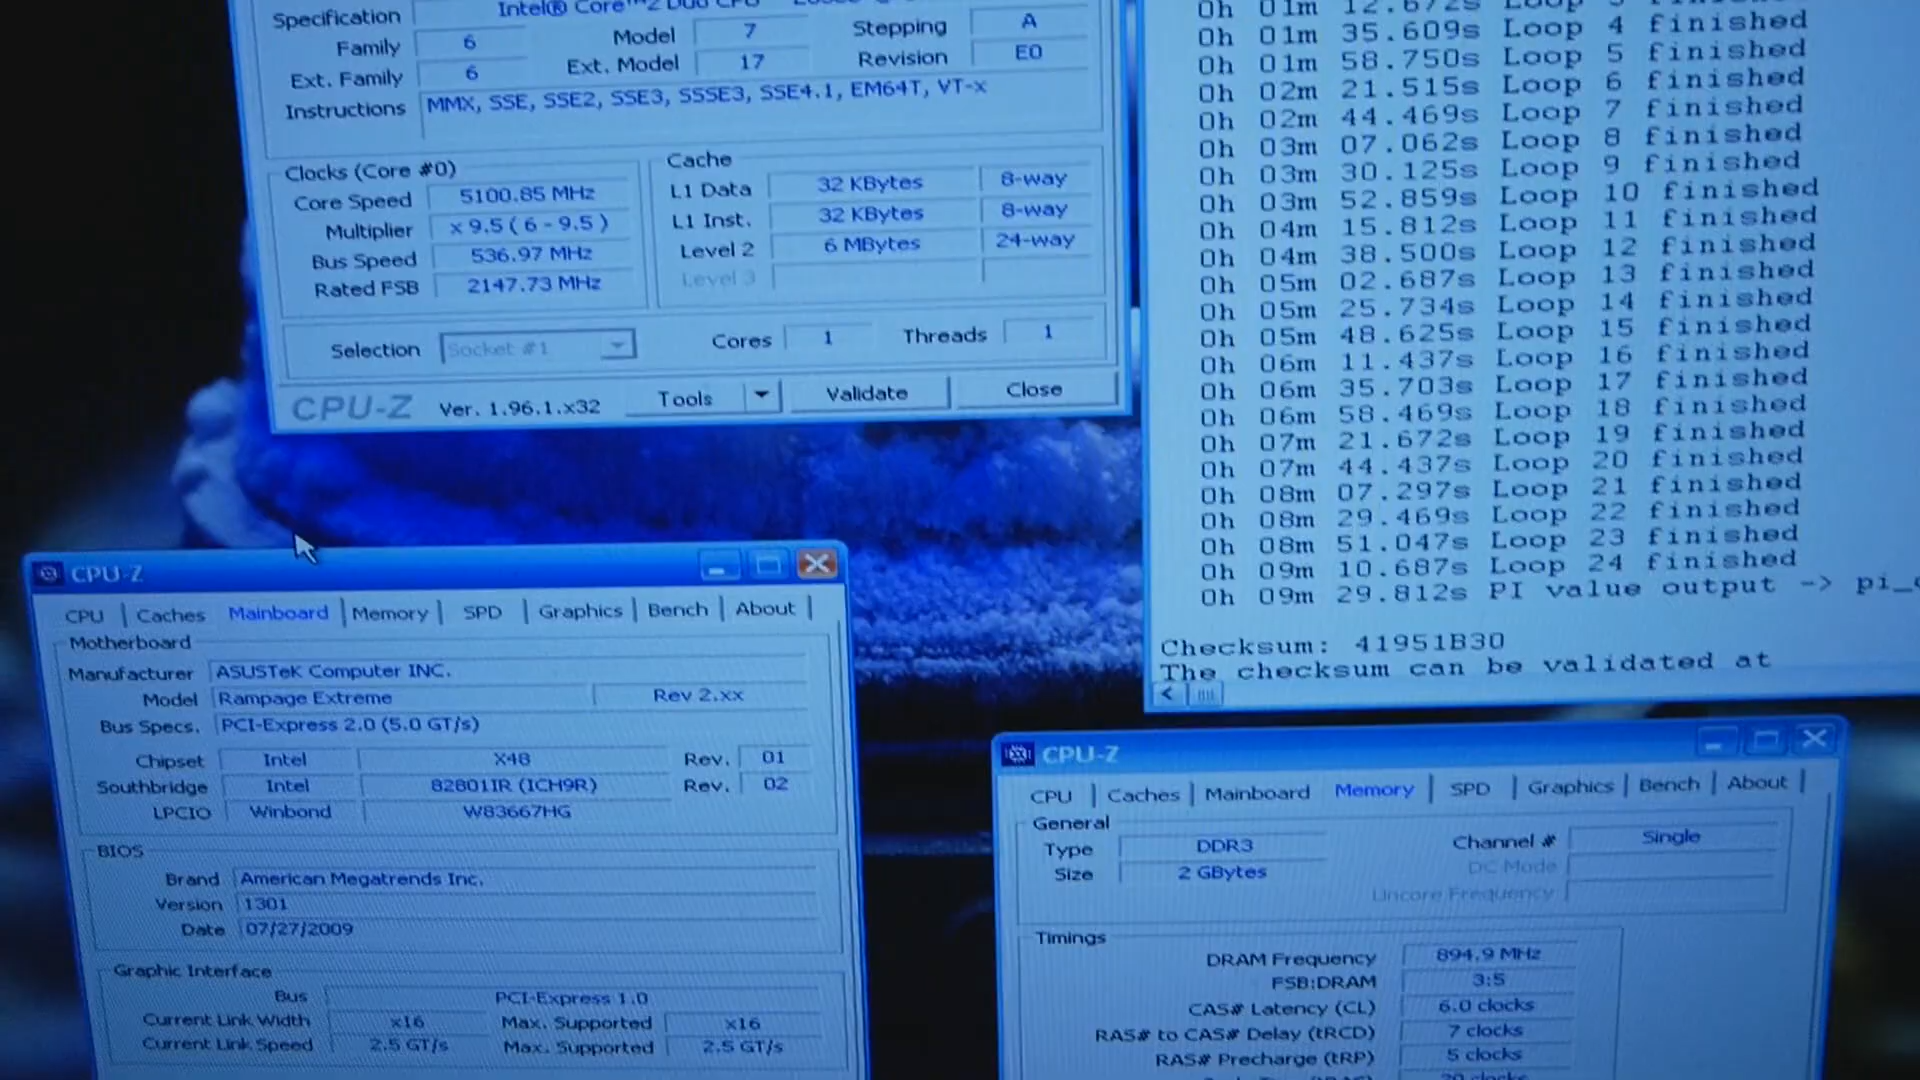 Specification Intel® Core™2 Duo CPU
Family 6 Model 7 Stepping A
Ext. Family 6 Ext. Model 17 Revision E0
Instructions MMX, SSE, SSE2, SSE3, SSSE3, SSE4.1, EM64T, VT-x
Clocks (Core #0)
Core Speed 5100.85 MHz
Multiplier x 9.5 ( 6 - 9.5 )
Bus Speed 536.97 MHz
Rated FSB 2147.73 MHz
Cache
L1 Data 32 KBytes 8-way
L1 Inst. 32 KBytes 8-way
Level 2 6 MBytes 24-way
Level 3
Selection Socket #1 Cores 1 Threads 1
CPU-Z Ver. 1.96.1.x32 Tools Validate Close
0h 01m 12.672s Loop 3 finished
0h 01m 35.609s Loop 4 finished
0h 01m 58.750s Loop 5 finished
0h 02m 21.515s Loop 6 finished
0h 02m 44.469s Loop 7 finished
0h 03m 07.062s Loop 8 finished
0h 03m 30.125s Loop 9 finished
0h 03m 52.859s Loop 10 finished
0h 04m 15.812s Loop 11 finished
0h 04m 38.500s Loop 12 finished
0h 05m 02.687s Loop 13 finished
0h 05m 25.734s Loop 14 finished
0h 05m 48.625s Loop 15 finished
0h 06m 11.437s Loop 16 finished
0h 06m 35.703s Loop 17 finished
0h 06m 58.469s Loop 18 finished
0h 07m 21.672s Loop 19 finished
0h 07m 44.437s Loop 20 finished
0h 08m 07.297s Loop 21 finished
0h 08m 29.469s Loop 22 finished
0h 08m 51.047s Loop 23 finished
0h 09m 10.687s Loop 24 finished
0h 09m 29.812s PI value output -> pi_
Checksum: 41951B30
The checksum can be validated at
CPU-Z
CPU Caches Mainboard Memory SPD Graphics Bench About
Motherboard
Manufacturer ASUSTeK Computer INC.
Model Rampage Extreme Rev 2.xx
Bus Specs. PCI-Express 2.0 (5.0 GT/s)
Chipset Intel X48 Rev. 01
Southbridge Intel 82801IR (ICH9R) Rev. 02
LPCIO Winbond W83667HG
BIOS
Brand American Megatrends Inc.
Version 1301
Date 07/27/2009
Graphic Interface
Bus PCI-Express 1.0
Current Link Width x16 Max. Supported x16
Current Link Speed 2.5 GT/s Max. Supported 2.5 GT/s
CPU-Z
CPU Caches Mainboard Memory SPD Graphics Bench About
General
Type DDR3 Channel # Single
Size 2 GBytes DC Mode
Uncore Frequency
Timings
DRAM Frequency 894.9 MHz
FSB:DRAM 3:5
CAS# Latency (CL) 6.0 clocks
RAS# to CAS# Delay (tRCD) 7 clocks
RAS# Precharge (tRP) 5 clocks